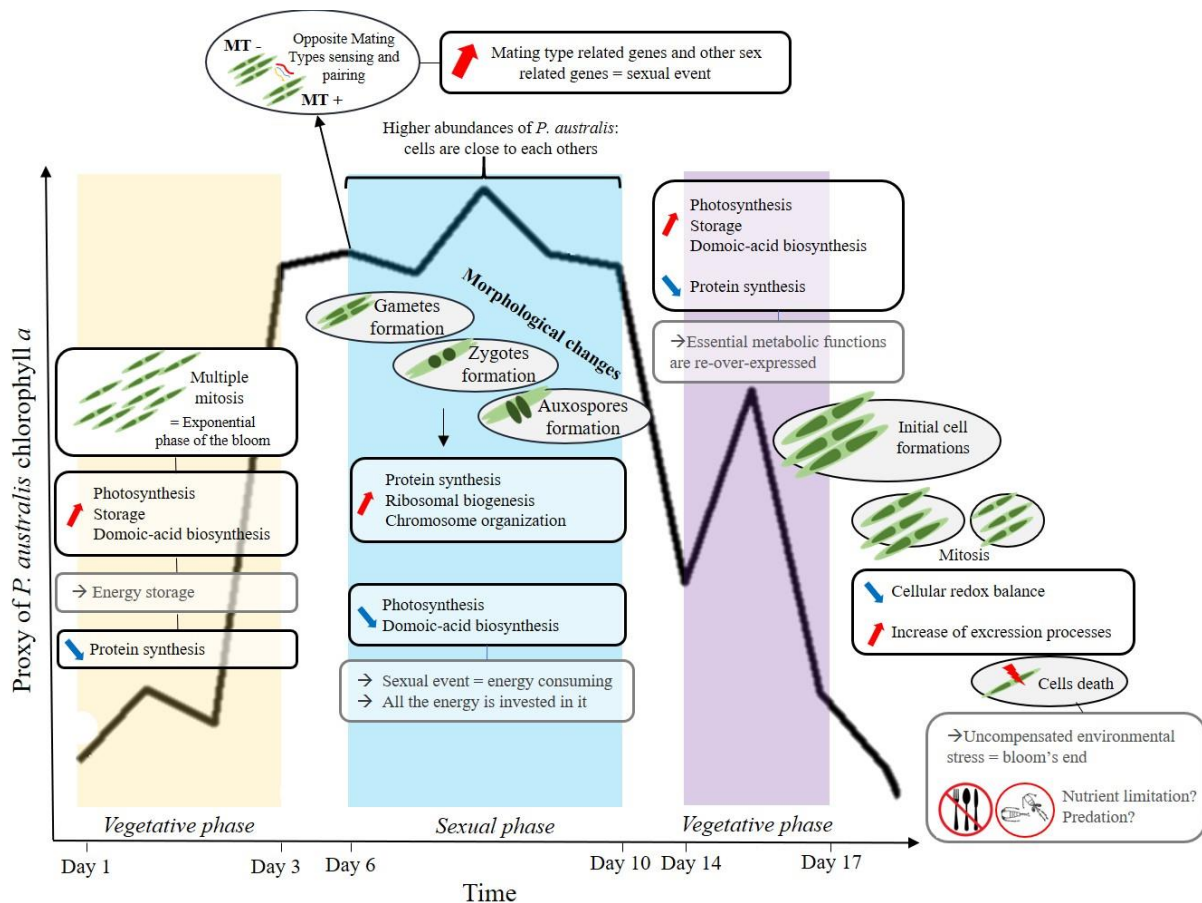 MT -
Opposite Mating
Types sensing and
pairing
MT +
Mating type related genes and other sex
related genes = sexual event
Higher abundances of P. australis:
cells are close to each others
Proxy of P. australis chlorophyll a
Multiple
mitosis
= Exponential
phase of the bloom
Photosynthesis
Storage
Domoic-acid biosynthesis
→ Energy storage
Protein synthesis
Morphological changes
Gametes
formation
Zygotes
formation
Auxospores
formation
Protein synthesis
Ribosomal biogenesis
Chromosome organization
Photosynthesis
Domoic-acid biosynthesis
→ Sexual event = energy consuming
→ All the energy is invested in it
Photosynthesis
Storage
Domoic-acid biosynthesis
Protein synthesis
→Essential metabolic functions
are re-over-expressed
Initial cell
formations
Mitosis
Cellular redox balance
Increase of excression processes
Cells death
→Uncompensated environmental
stress = bloom's end
Nutrient limitation?
Predation?
Vegetative phase
Sexual phase
Vegetative phase
Day 1
Day 3
Day 6
Day 10
Day 14
Day 17
Time